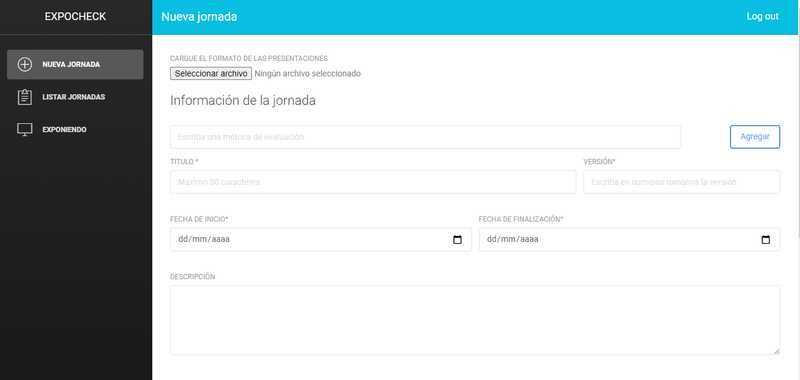 EXPOCHECK
Nueva jornada
Log out
NUEVA JORNADA
LISTAR JORNADAS
EXPONIENDO
CARGUE EL FORMATO DE LAS PRESENTACIONES
Seleccionar archivo Ningún archivo seleccionado
Información de la jornada
Escriba una métrica de evaluación
Agregar
TITULO *
VERSIÓN*
Maximo 50 caracteres
Escriba en numeros romanos la versión
FECHA DE INICIO*
FECHA DE FINALIZACIÓN*
dd/mm/aaaa
dd/mm/aaaa
DESCRIPCIÓN